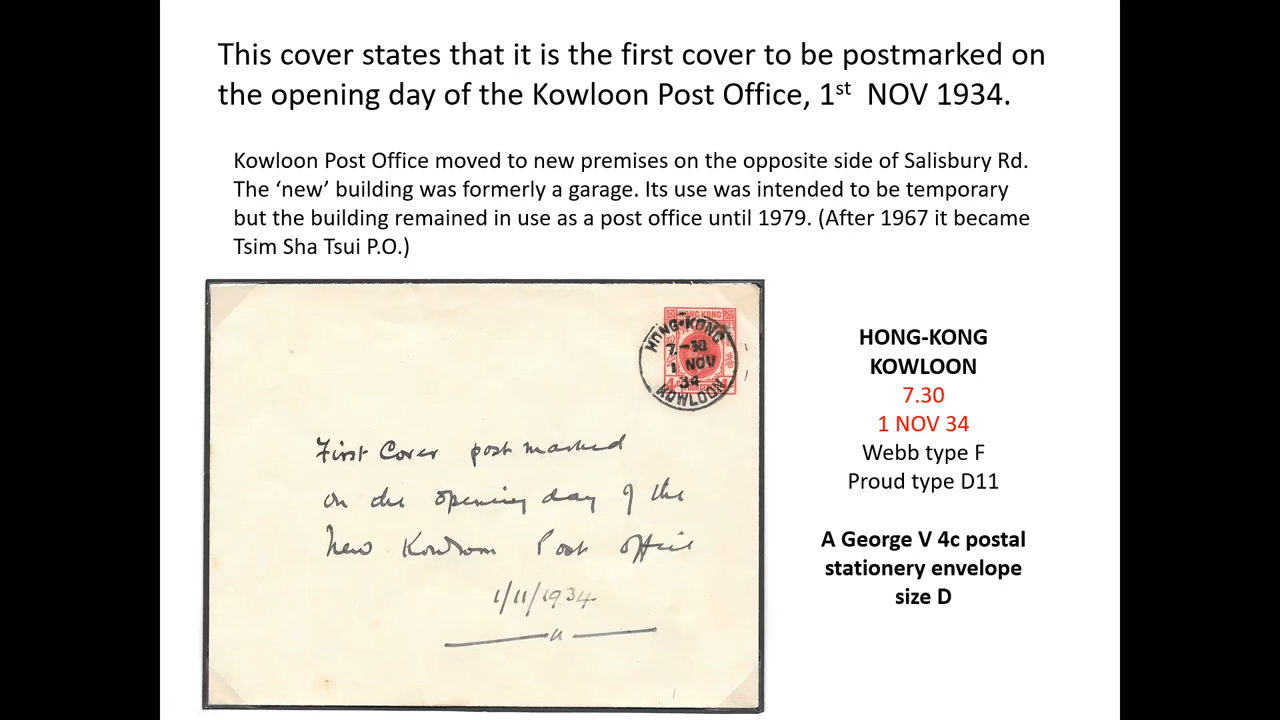 This cover states that it is the first cover to be postmarked on
the opening day of the Kowloon Post Office, 1st NOV 1934.
Kowloon Post Office moved to new premises on the opposite side of Salisbury Rd.
The ‘new’ building was formerly a garage. Its use was intended to be temporary
but the building remained in use as a post office until 1979. (After 1967 it became
Tsim Sha Tsui P.O.)
HONG KONG
HONG-KONG
7.-30
1 NOV
34
KOWLOON
First Cover postmarked
on the opening day of the
New Kowloon Post Office
1/11/1934
HONG-KONG
KOWLOON
7.30
1 NOV 34
Webb type F
Proud type D11
A George V 4c postal
stationery envelope
size D